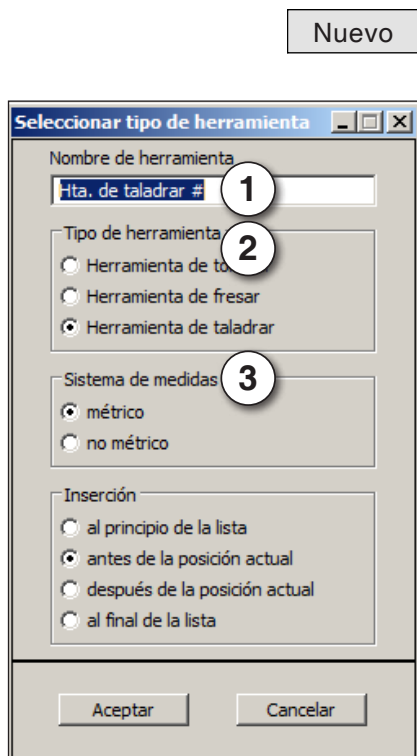 Nuevo
Seleccionar tipo de herramienta
Nombre de herramienta
Hta. de taladrar #
1
Tipo de herramienta
2
Herramienta de
Herramienta de fresar
Herramienta de taladrar
Sistema de medidas
3
métrico
no métrico
Inserción
al principio de la lista
antes de la posición actual
después de la posición actual
al final de la lista
Aceptar
Cancelar